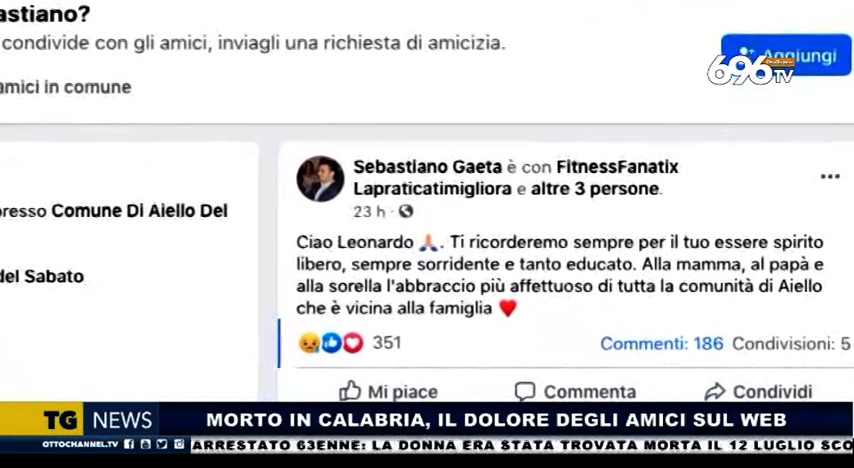 astiano?
condivide con gli amici, inviagli una richiesta di amicizia.
Aggiungi
696 TV
amici in comune
Sebastiano Gaeta è con FitnessFanatix
Lapraticatimigliora e altre 3 persone.
23 h ·
presso Comune Di Aiello Del
del Sabato
Ciao Leonardo 🙏. Ti ricorderemo sempre per il tuo essere spirito
libero, sempre sorridente e tanto educato. Alla mamma, al papà e
alla sorella l'abbraccio più affettuoso di tutta la comunità di Aiello
che è vicina alla famiglia ❤️
351
Commenti: 186 Condivisioni: 5
Mi piace Commenta Condividi
TG NEWS
MORTO IN CALABRIA, IL DOLORE DEGLI AMICI SUL WEB
OTTOCHANNEL.TV
ARRESTATO 63ENNE: LA DONNA ERA STATA TROVATA MORTA IL 12 LUGLIO SCO